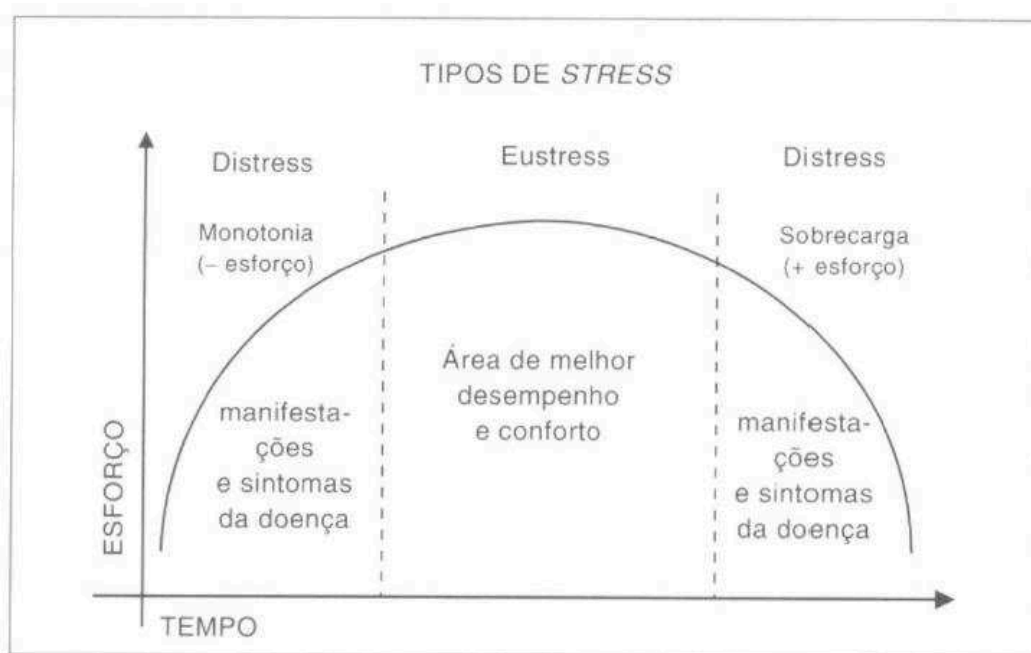 TIPOS DE STRESS
Distress
Eustress
Distress
Monotonia
(– esforço)
Sobrecarga
(+ esforço)
Área de melhor
desempenho
e conforto
manifesta-
ções
e sintomas
da doença
manifesta-
ções
e sintomas
da doença
ESFORÇO
TEMPO